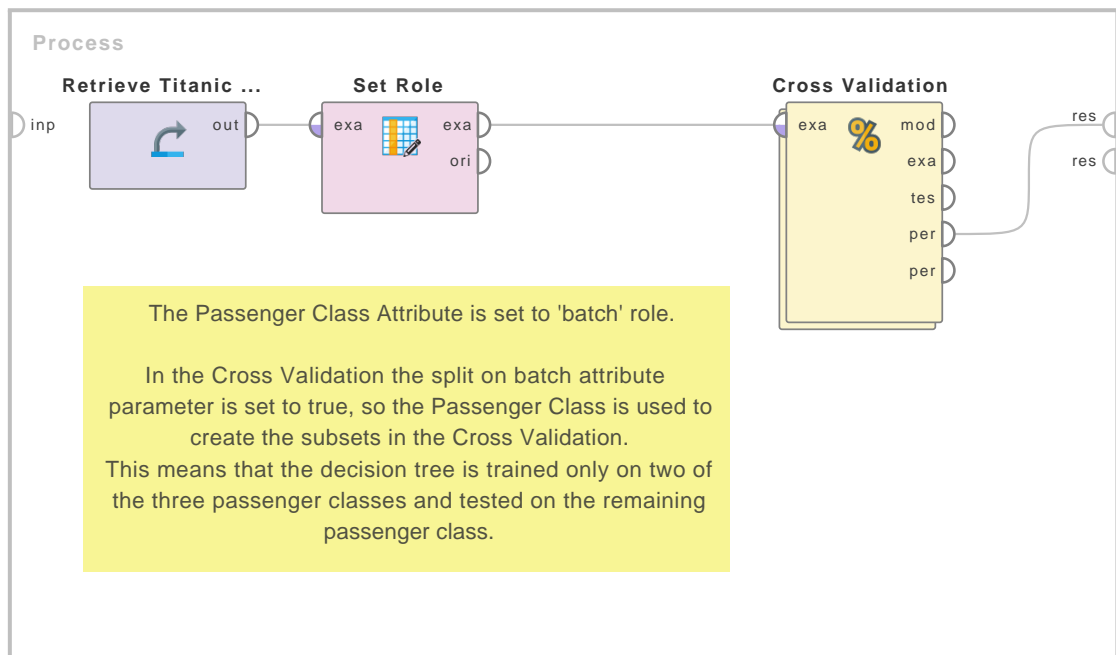 Process
Retrieve Titanic ...
Set Role
Cross Validation
inp
out
exa
exa
ori
exa
mod
exa
tes
per
per
res
res
%
The Passenger Class Attribute is set to 'batch' role.
In the Cross Validation the split on batch attribute
parameter is set to true, so the Passenger Class is used to
create the subsets in the Cross Validation.
This means that the decision tree is trained only on two of
the three passenger classes and tested on the remaining
passenger class.